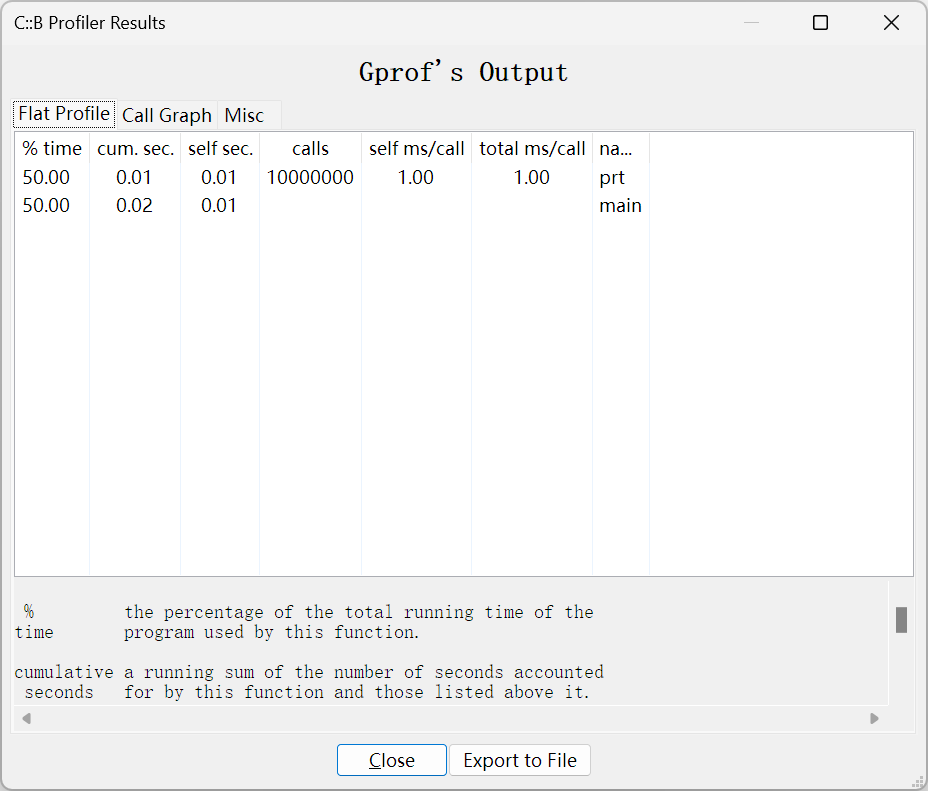 C::B Profiler Results
Gprof's Output
Flat Profile Call Graph Misc
% time cum. sec. self sec. calls self ms/call total ms/call na...
50.00 0.01 0.01 10000000 1.00 1.00 prt
50.00 0.02 0.01 main
% the percentage of the total running time of the
time program used by this function.
cumulative a running sum of the number of seconds accounted
seconds for by this function and those listed above it.
Close Export to File